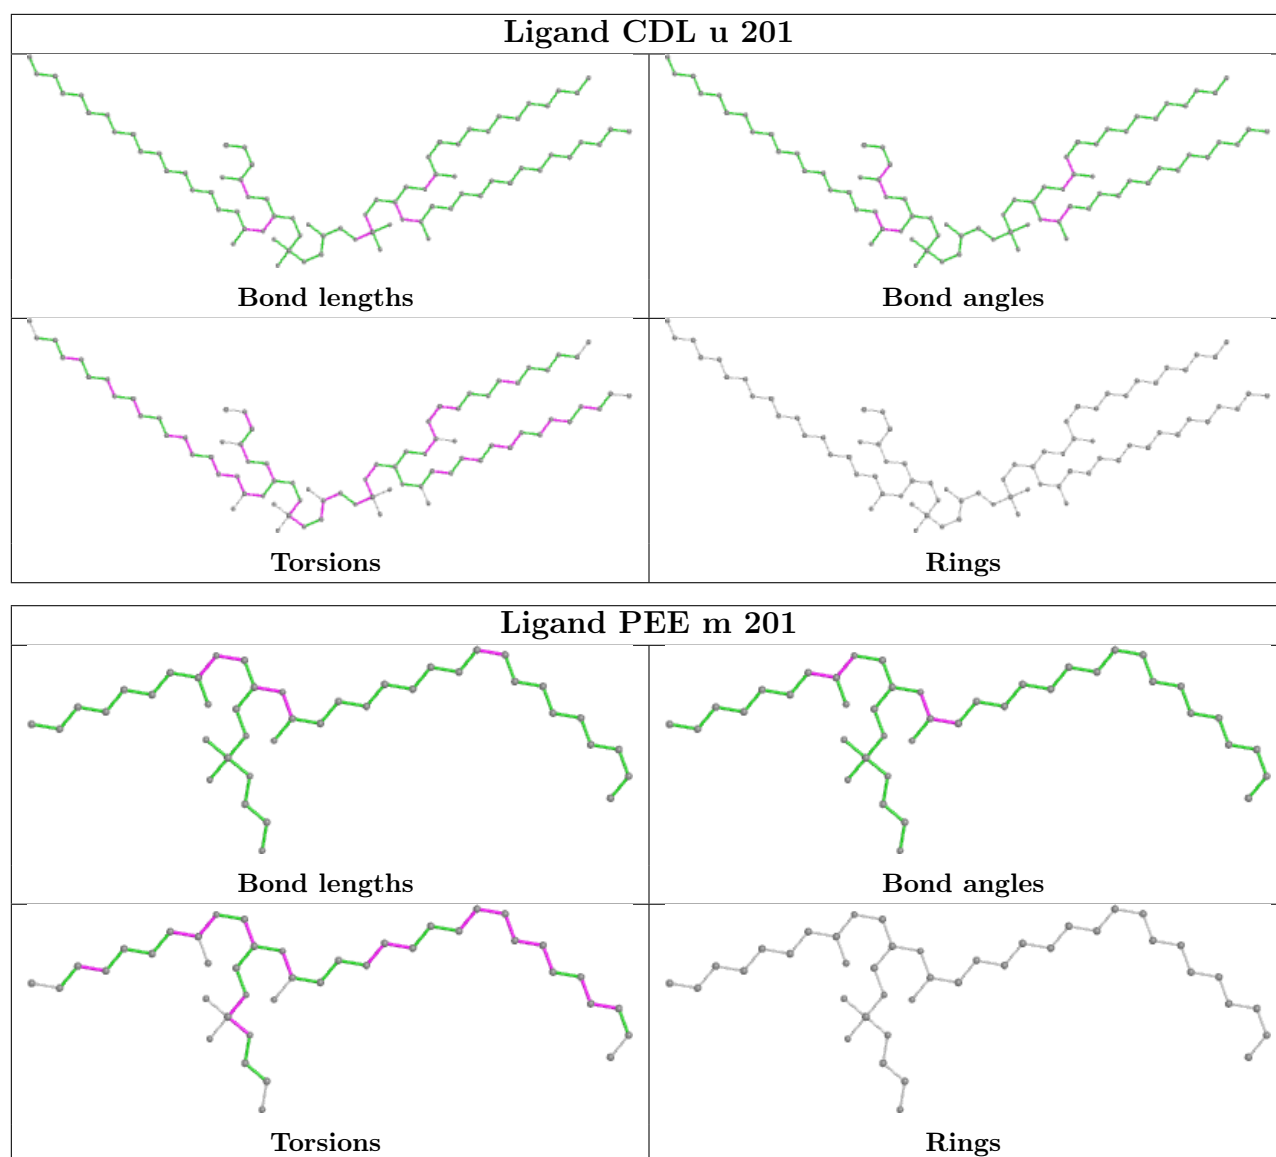 Ligand CDL u 201
Bond lengths
Bond angles
Torsions
Rings
Ligand PEE m 201
Bond lengths
Bond angles
Torsions
Rings